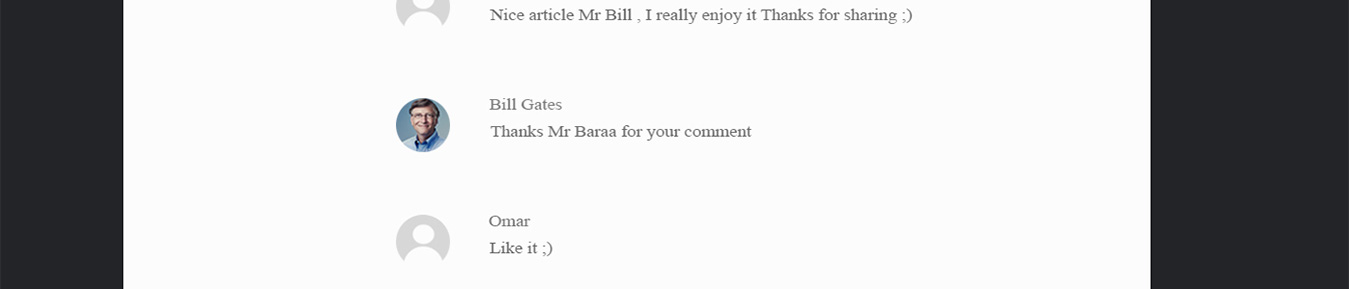 Nice article Mr Bill , I really enjoy it Thanks for sharing ;)
Bill Gates
Thanks Mr Baraa for your comment
Omar
Like it ;)